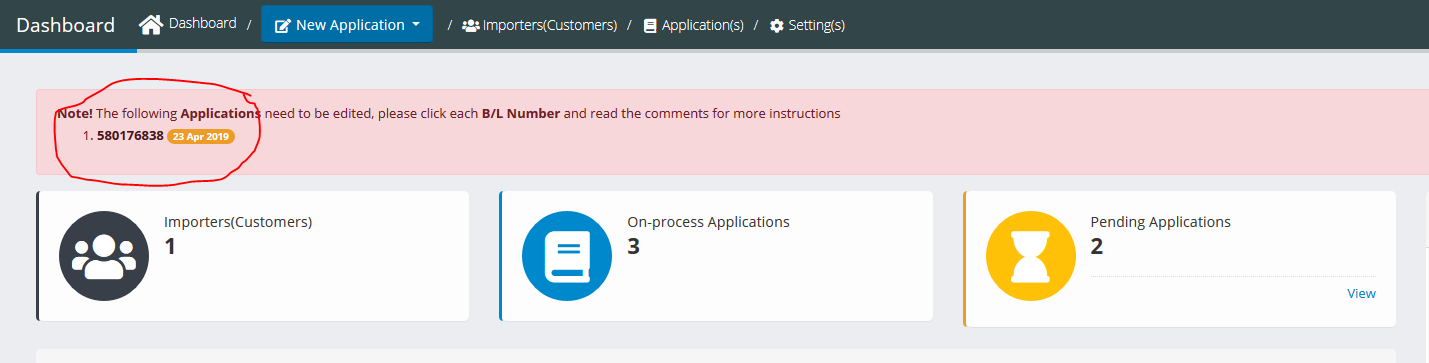 Dashboard Dashboard / New Application / Importers(Customers) / Application(s) / Setting(s)
Note! The following Applications need to be edited, please click each B/L Number and read the comments for more instructions
1. 580176838 23 Apr 2019
Importers(Customers)
1
On-process Applications
3
Pending Applications
2
View